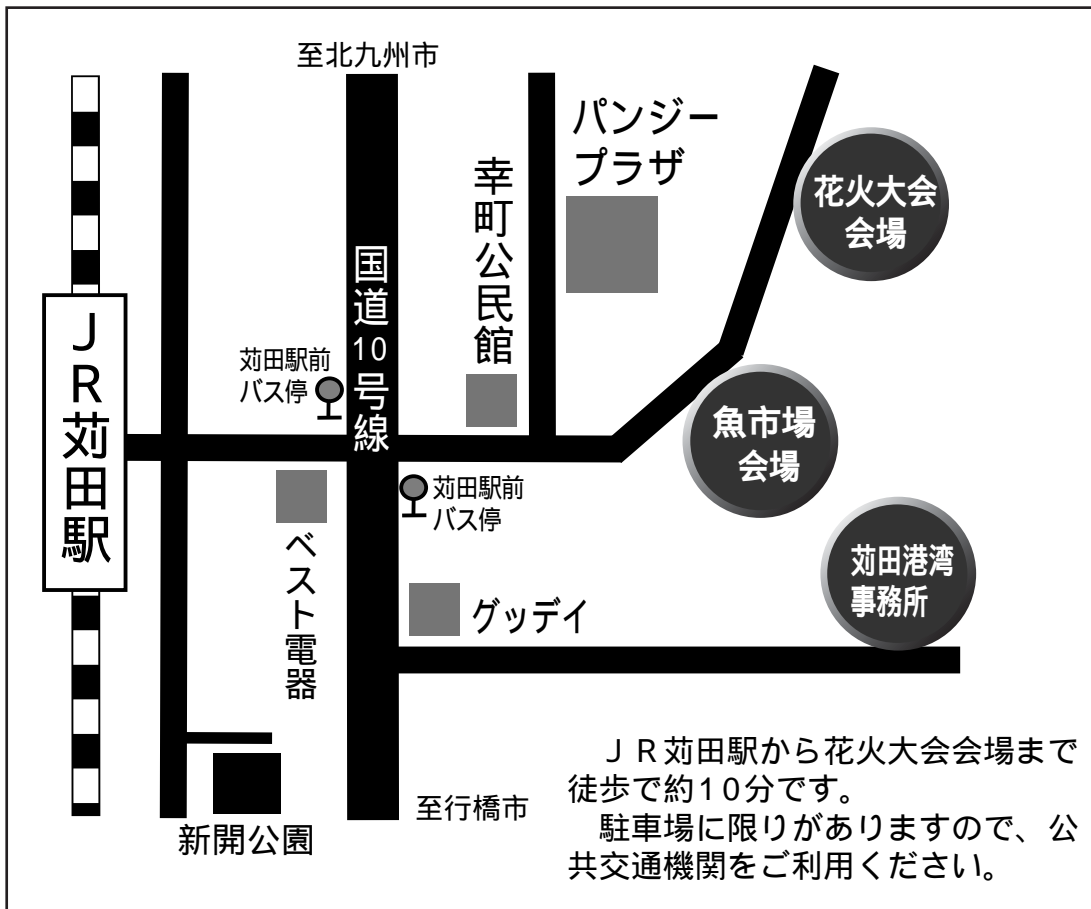 至北九州市
パンジー
プラザ
幸町公民館
花火大会
会場
国道10号線
苅田駅前
バス停
JR苅田駅
魚市場
会場
苅田駅前
バス停
ベスト電器
グッデイ
苅田港湾
事務所
新開公園
至行橋市
　JR苅田駅から花火大会会場まで
徒歩で約10分です。
　駐車場に限りがありますので、公
共交通機関をご利用ください。